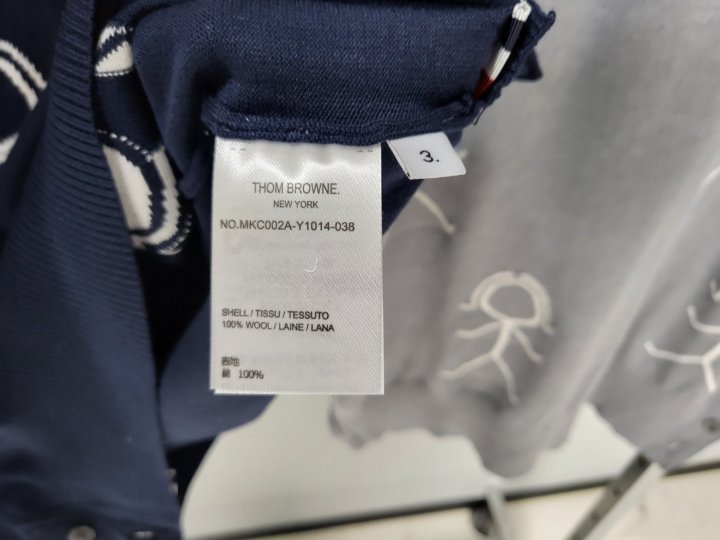 THOM BROWNE.
NEW YORK
NO.MKC002A-Y1014-038
SHELL / TISSU / TESSUTO
100% WOOL / LAINE / LANA
表地
綿 100%
3.